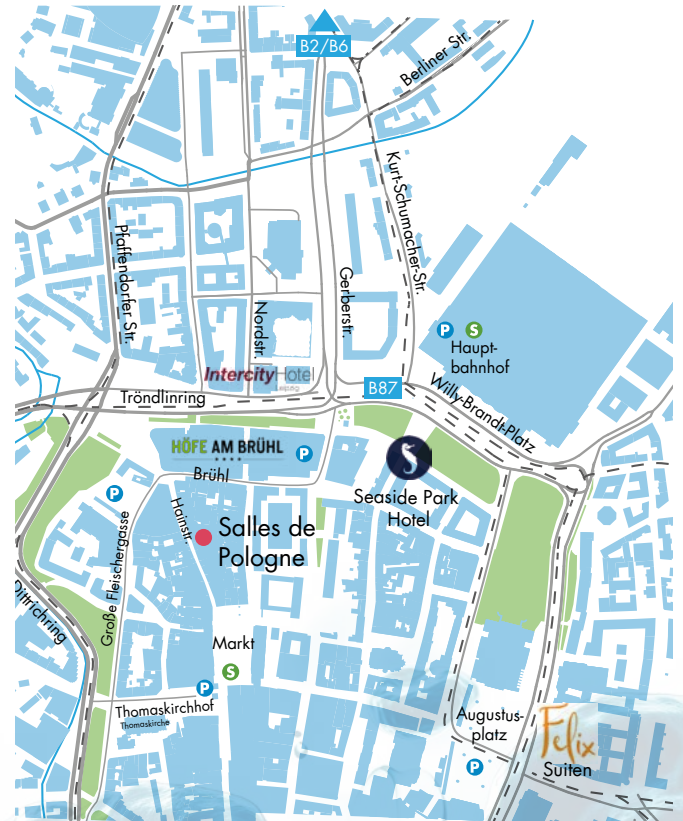 B2/B6
Berliner Str.
Kurt-Schumacher-Str.
Pfaffendorfer Str.
Gerberstr.
Nordstr.
P
S
Haupt-
bahnhof
IntercityHotel
Leipzig
B87
Willy-Brandt-Platz
Tröndlinring
HÖFE AM BRÜHL
P
Brühl
Seaside Park
Hotel
P
Hainstr.
Salles de
Pologne
Große Fleischergasse
Dittrichring
Markt
S
P
Thomaskirchhof
Thomaskirche
Augustus-
platz
P
Felix
Suiten